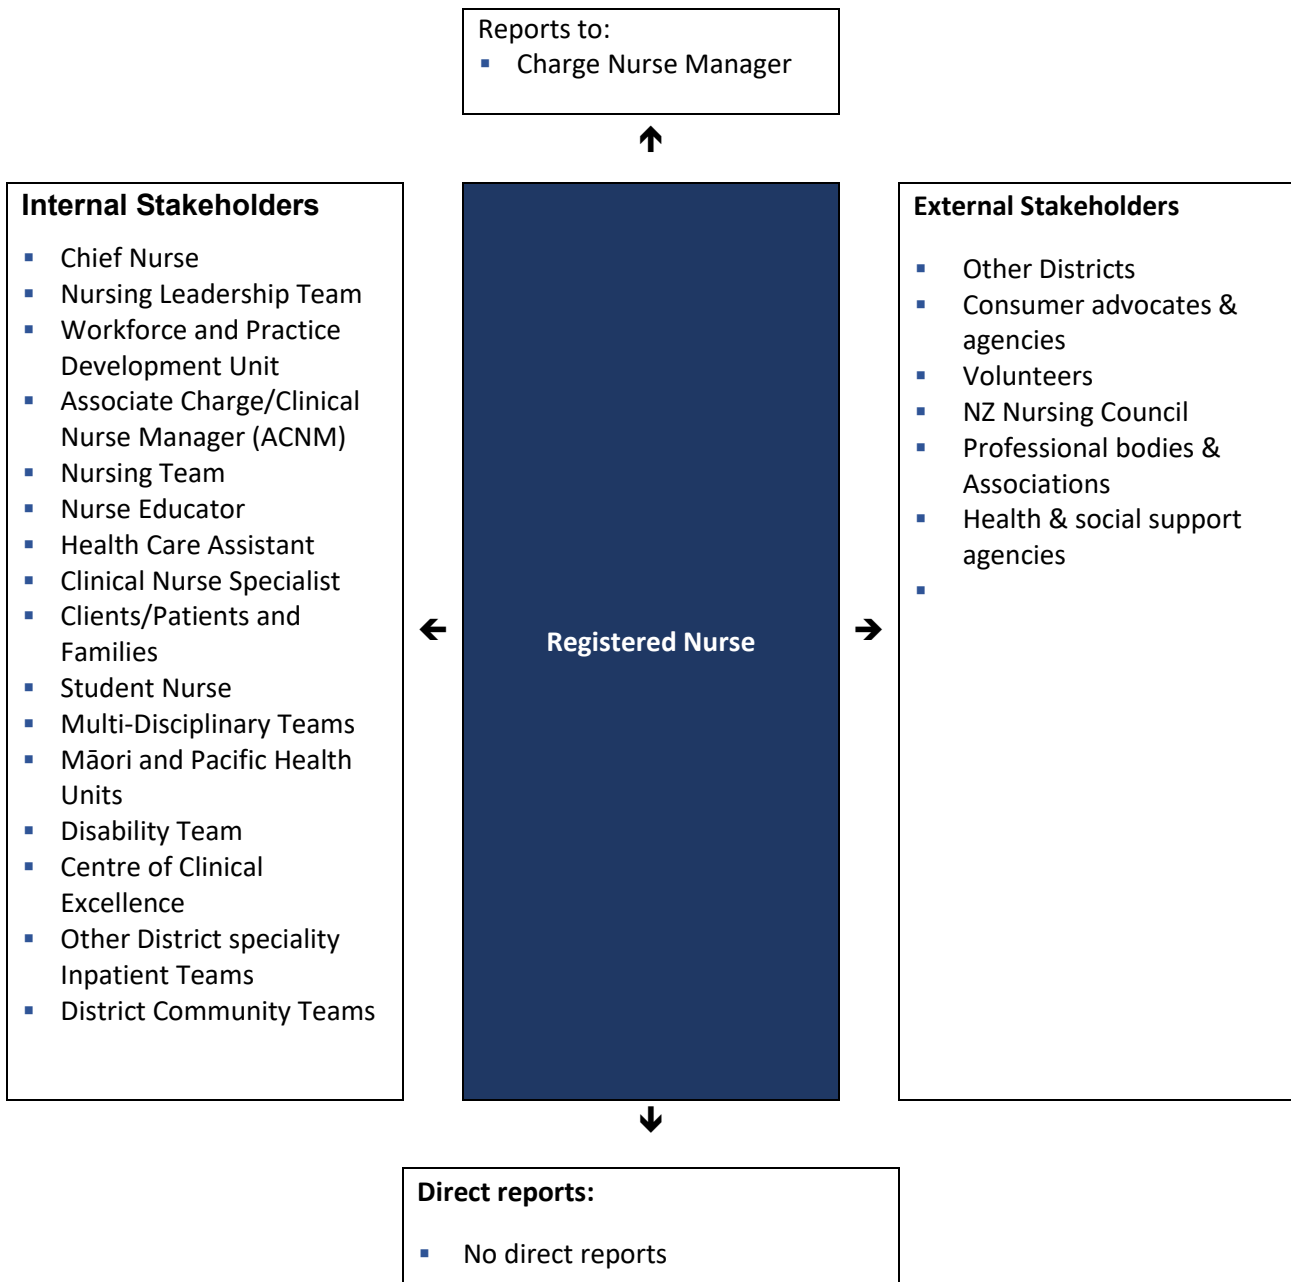 Reports to:
▪ Charge Nurse Manager
Internal Stakeholders
▪ Chief Nurse
▪ Nursing Leadership Team
▪ Workforce and Practice
Development Unit
▪ Associate Charge/Clinical
Nurse Manager (ACNM)
▪ Nursing Team
▪ Nurse Educator
▪ Health Care Assistant
▪ Clinical Nurse Specialist
▪ Clients/Patients and
Families
▪ Student Nurse
▪ Multi-Disciplinary Teams
▪ Māori and Pacific Health
Units
▪ Disability Team
▪ Centre of Clinical
Excellence
▪ Other District speciality
Inpatient Teams
▪ District Community Teams
Registered Nurse
External Stakeholders
▪ Other Districts
▪ Consumer advocates &
agencies
▪ Volunteers
▪ NZ Nursing Council
▪ Professional bodies &
Associations
▪ Health & social support
agencies
▪
Direct reports:
▪ No direct reports